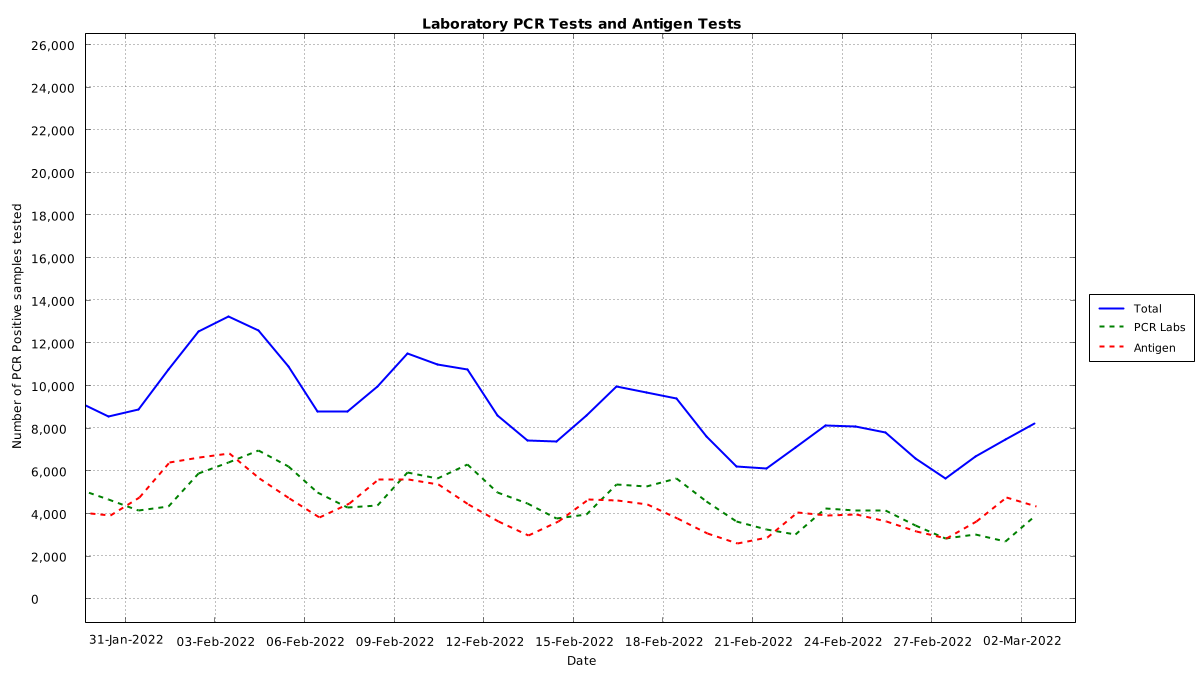 Laboratory PCR Tests and Antigen Tests
26,000
24,000
22,000
20,000
18,000
16,000
14,000
12,000
10,000
8,000
6,000
4,000
2,000
0
Number of PCR Positive samples tested
31-Jan-2022 03-Feb-2022 06-Feb-2022 09-Feb-2022 12-Feb-2022 15-Feb-2022 18-Feb-2022 21-Feb-2022 24-Feb-2022 27-Feb-2022 02-Mar-2022
Date
Total
PCR Labs
Antigen